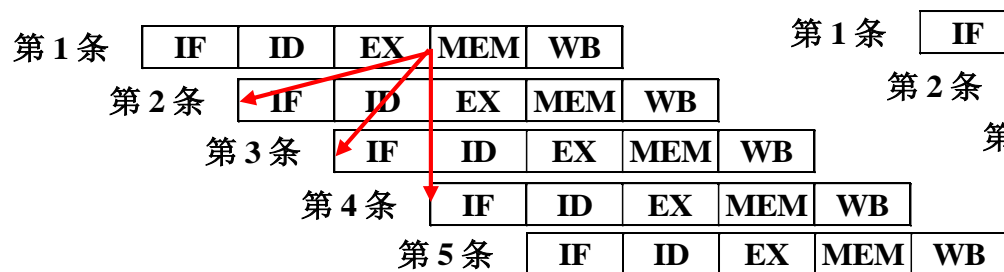 第 1 条 IF ID EX MEM WB 第 1 条 IF
第 2 条 IF ID EX MEM WB 第 2 条
第 3 条 IF ID EX MEM WB 第
第 4 条 IF ID EX MEM WB
第 5 条 IF ID EX MEM WB